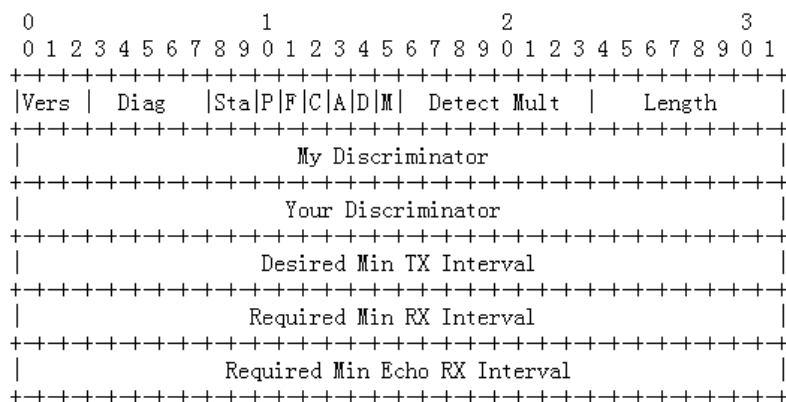 0                   1                   2                   3
0 1 2 3 4 5 6 7 8 9 0 1 2 3 4 5 6 7 8 9 0 1 2 3 4 5 6 7 8 9 0 1
+-+-+-+-+-+-+-+-+-+-+-+-+-+-+-+-+-+-+-+-+-+-+-+-+-+-+-+-+-+-+-+-+
|Vers |  Diag   |Sta|P|F|C|A|D|M|  Detect Mult  |    Length     |
+-+-+-+-+-+-+-+-+-+-+-+-+-+-+-+-+-+-+-+-+-+-+-+-+-+-+-+-+-+-+-+-+
|                       My Discriminator                        |
+-+-+-+-+-+-+-+-+-+-+-+-+-+-+-+-+-+-+-+-+-+-+-+-+-+-+-+-+-+-+-+-+
|                      Your Discriminator                       |
+-+-+-+-+-+-+-+-+-+-+-+-+-+-+-+-+-+-+-+-+-+-+-+-+-+-+-+-+-+-+-+-+
|                    Desired Min TX Interval                    |
+-+-+-+-+-+-+-+-+-+-+-+-+-+-+-+-+-+-+-+-+-+-+-+-+-+-+-+-+-+-+-+-+
|                   Required Min RX Interval                    |
+-+-+-+-+-+-+-+-+-+-+-+-+-+-+-+-+-+-+-+-+-+-+-+-+-+-+-+-+-+-+-+-+
|                 Required Min Echo RX Interval                 |
+-+-+-+-+-+-+-+-+-+-+-+-+-+-+-+-+-+-+-+-+-+-+-+-+-+-+-+-+-+-+-+-+